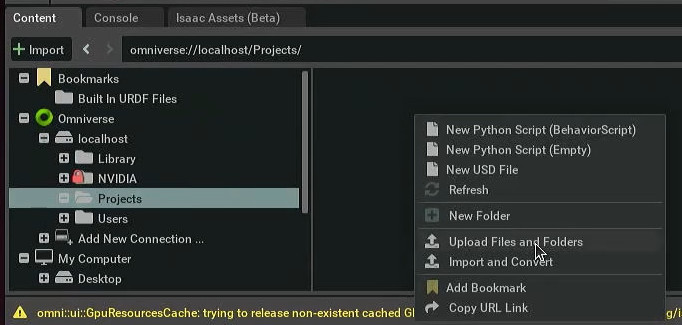 Content
Console
Isaac Assets (Beta)
Import
omniverse://localhost/Projects/
Bookmarks
Built In URDF Files
Omniverse
localhost
Library
NVIDIA
Projects
Users
Add New Connection ...
My Computer
Desktop
New Python Script (BehaviorScript)
New Python Script (Empty)
New USD File
Refresh
New Folder
Upload Files and Folders
Import and Convert
Add Bookmark
Copy URL Link
omni::ui::GpuResourcesCache: trying to release non-existent cached